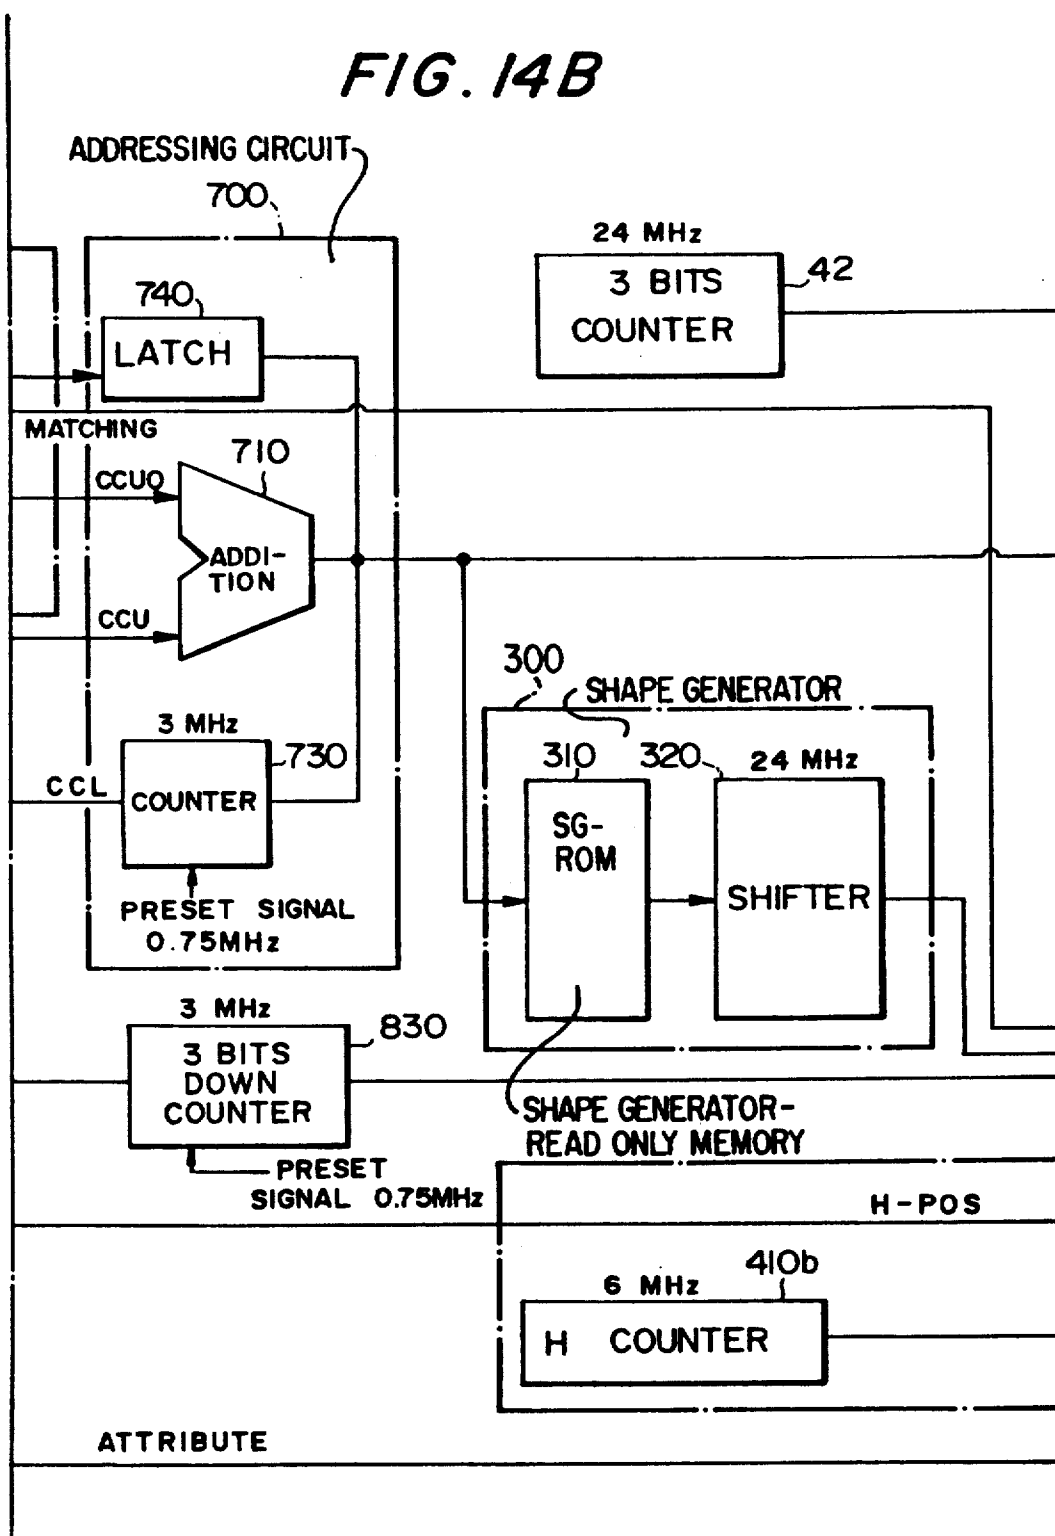 FIG. 14B
ADDRESSING CIRCUIT
700
24 MHz
3 BITS
COUNTER
42
740
LATCH
MATCHING
710
CCUO
ADDI-
TION
CCU
300
SHAPE GENERATOR
3 MHz
730
COUNTER
CCL
PRESET SIGNAL
0.75MHz
310
320
24 MHz
SG-
ROM
SHIFTER
3 MHz
830
3 BITS
DOWN
COUNTER
PRESET
SIGNAL 0.75MHz
SHAPE GENERATOR-
READ ONLY MEMORY
H-POS
6 MHz
410b
H COUNTER
ATTRIBUTE